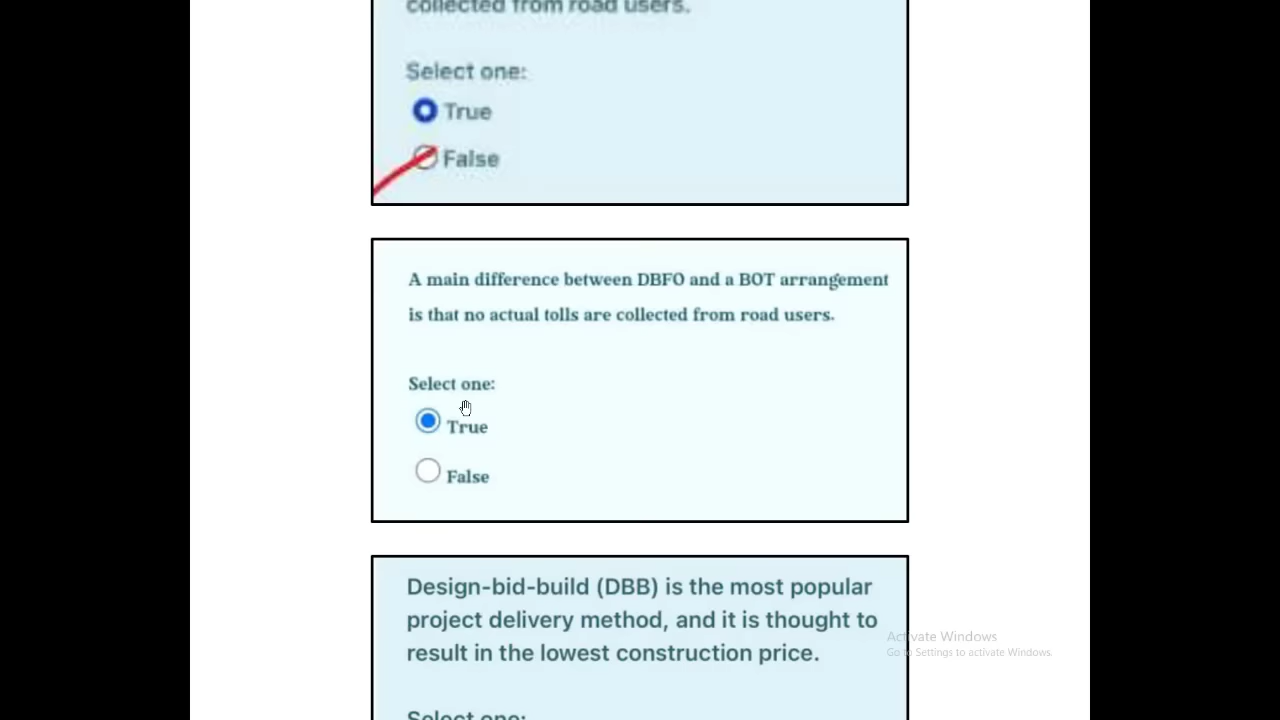 collected from road users.
Select one:
True
False
A main difference between DBFO and a BOT arrangement
is that no actual tolls are collected from road users.
Select one:
True
False
Design-bid-build (DBB) is the most popular
project delivery method, and it is thought to
result in the lowest construction price.
Activate Windows
Go to Settings to activate Windows.
Select one: